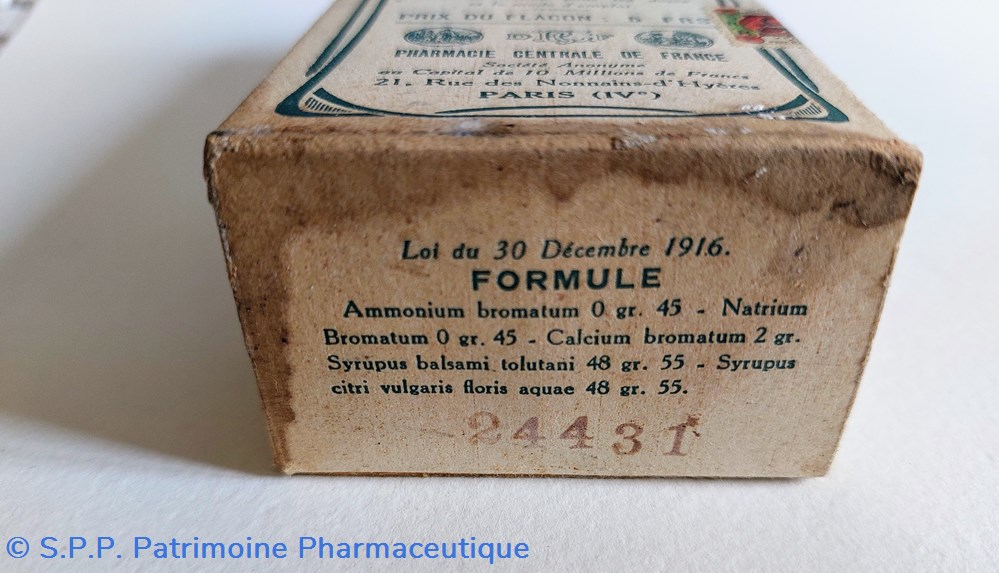 PRIX DU FLACON : 5 FRS
PHARMACIE CENTRALE DE FRANCE
Société Anonyme
au Capital de 10 Millions de Francs
21, Rue des Nonnains-d'Hyères
PARIS (IVe)
Loi du 30 Décembre 1916.
FORMULE
Ammonium bromatum 0 gr. 45 - Natrium
Bromatum 0 gr. 45 - Calcium bromatum 2 gr.
Syrúpus balsami tolutani 48 gr. 55 - Syrupus
citri vulgaris floris aquae 48 gr. 55.
24431
© S.P.P. Patrimoine Pharmaceutique